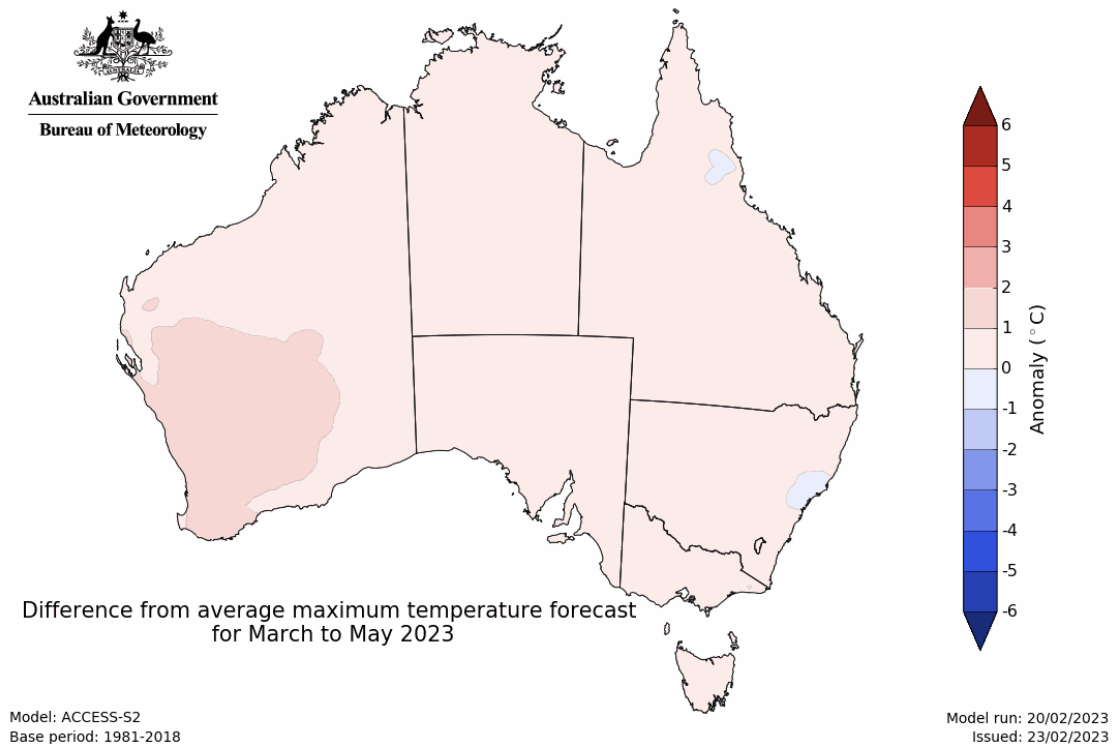 Australian Government
Bureau of Meteorology
6
5
4
3
2
1
0
-1
-2
-3
-4
-5
-6
Anomaly (°C)
Difference from average maximum temperature forecast
for March to May 2023
Model: ACCESS-S2
Base period: 1981-2018
Model run: 20/02/2023
Issued: 23/02/2023